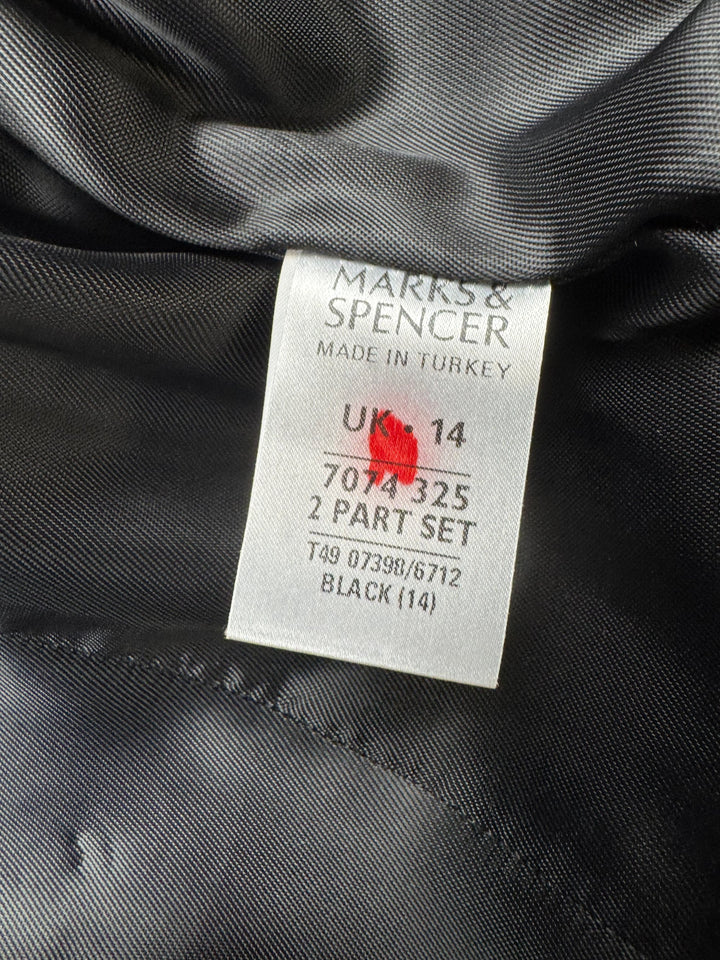 MARKS &
SPENCER
MADE IN TURKEY
UK • 14
7074 325
2 PART SET
T49 07398/6712
BLACK (14)